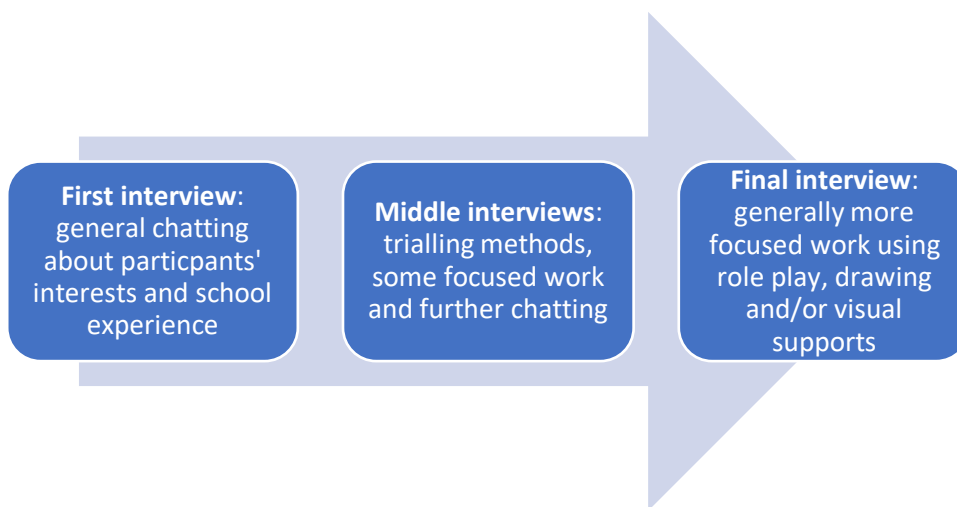 First interview:
general chatting
about particpants'
interests and school
experience
Middle interviews:
trialling methods,
some focused work
and further chatting
Final interview:
generally more
focused work using
role play, drawing
and/or visual
supports